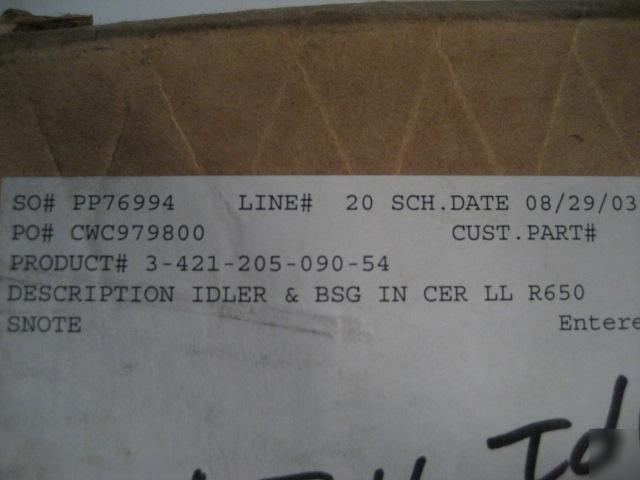 SO# PP76994 LINE# 20 SCH.DATE 08/29/03
PO# CWC979800 CUST.PART#
PRODUCT# 3-421-205-090-54
DESCRIPTION IDLER & BSG IN CER LL R650
SNOTE Entere